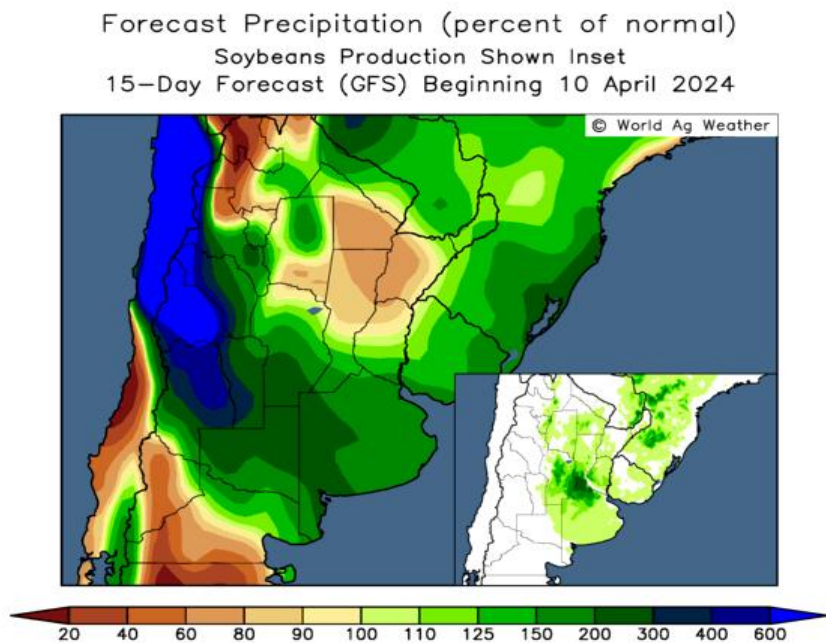 Forecast Precipitation (percent of normal)
Soybeans Production Shown Inset
15-Day Forecast (GFS) Beginning 10 April 2024
© World Ag Weather
20 40 60 80 90 100 110 125 150 200 300 400 600